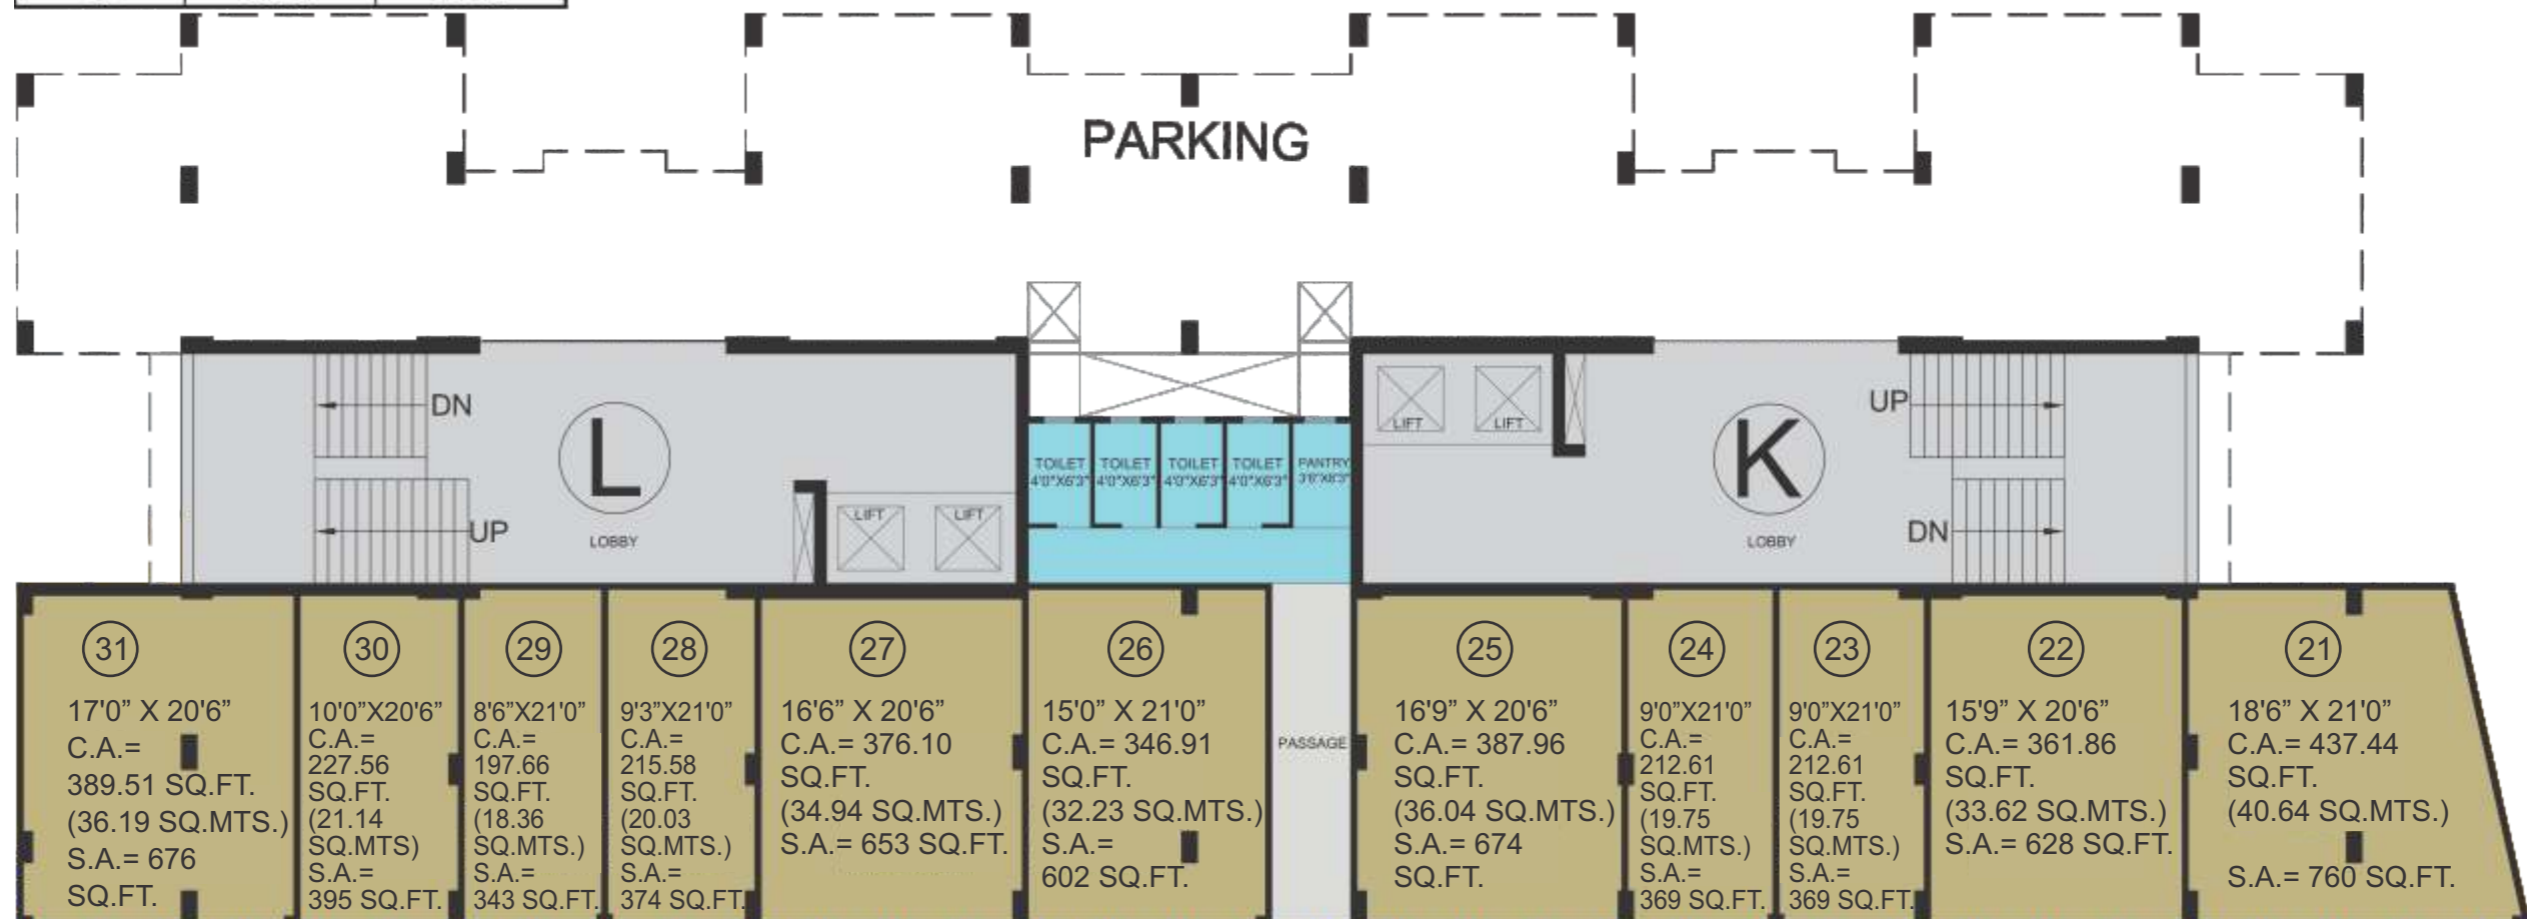 PARKING
DN
UP
L
LOBBY
LIFT
LIFT
TOILET
4'0"X6'3"
TOILET
4'0"X6'3"
TOILET
4'0"X6'3"
TOILET
4'0"X6'3"
PANTRY
LIFT
LIFT
K
LOBBY
UP
DN
31
17'0” X 20'6”
C.A.=
389.51 SQ.FT.
(36.19 SQ.MTS.)
S.A.= 676
SQ.FT.
30
10'0”X20'6”
C.A.=
227.56
SQ.FT.
(21.14
SQ.MTS)
S.A.=
395 SQ.FT.
29
8'6”X21'0”
C.A.=
197.66
SQ.FT.
(18.36
SQ.MTS.)
S.A.=
343 SQ.FT.
28
9'3”X21'0”
C.A.=
215.58
SQ.FT.
(20.03
SQ.MTS.)
S.A.=
374 SQ.FT.
27
16'6” X 20'6”
C.A.= 376.10
SQ.FT.
(34.94 SQ.MTS.)
S.A.= 653 SQ.FT.
26
15'0” X 21'0”
C.A.= 346.91
SQ.FT.
(32.23 SQ.MTS.)
S.A.=
602 SQ.FT.
PASSAGE
25
16'9” X 20'6”
C.A.= 387.96
SQ.FT.
(36.04 SQ.MTS.)
S.A.= 674
SQ.FT.
24
9'0”X21'0”
C.A.=
212.61
SQ.FT.
(19.75
SQ.MTS.)
S.A.=
369 SQ.FT.
23
9'0”X21'0”
C.A.=
212.61
SQ.FT.
(19.75
SQ.MTS.)
S.A.=
369 SQ.FT.
22
15'9” X 20'6”
C.A.= 361.86
SQ.FT.
(33.62 SQ.MTS.)
S.A.= 628 SQ.FT.
21
18'6” X 21'0”
C.A.= 437.44
SQ.FT.
(40.64 SQ.MTS.)
S.A.= 760 SQ.FT.